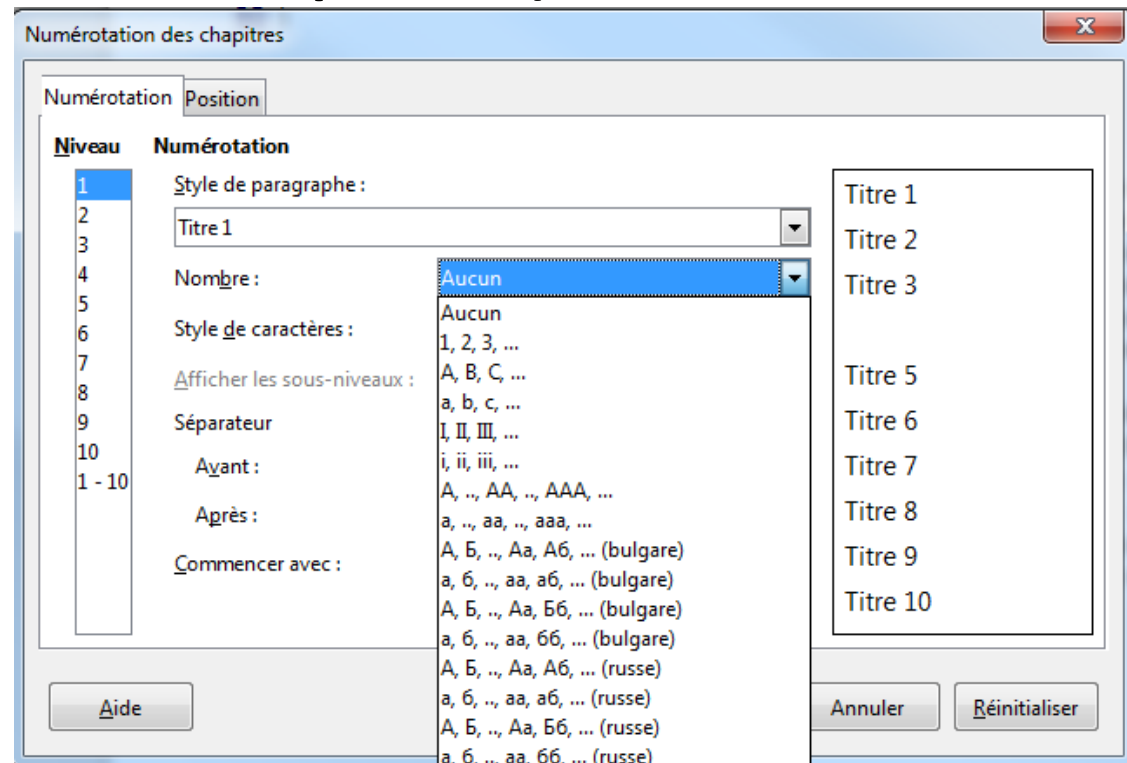 Numérotation des chapitres
Numérotation Position
Niveau Numérotation
1
2
3
4
5
6
7
8
9
10
1 - 10
Style de paragraphe :
Titre 1
Nombre :
Aucun
Style de caractères :
Afficher les sous-niveaux :
Séparateur
Avant :
Après :
Commencer avec :
Aucun
1, 2, 3, ...
A, B, C, ...
a, b, c, ...
I, II, III, ...
i, ii, iii, ...
A, .., AA, .., AAA, ...
a, .., aa, .., aaa, ...
А, Б, .., Аа, Аб, ... (bulgare)
а, б, .., аа, аб, ... (bulgare)
А, Б, .., Аа, Бб, ... (bulgare)
а, б, .., аа, бб, ... (bulgare)
А, Б, .., Аа, Аб, ... (russe)
а, б, .., аа, аб, ... (russe)
А, Б, .., Аа, Бб, ... (russe)
а, б, .., аа, бб, ... (russe)
Titre 1
Titre 2
Titre 3
Titre 5
Titre 6
Titre 7
Titre 8
Titre 9
Titre 10
Aide
Annuler
Réinitialiser